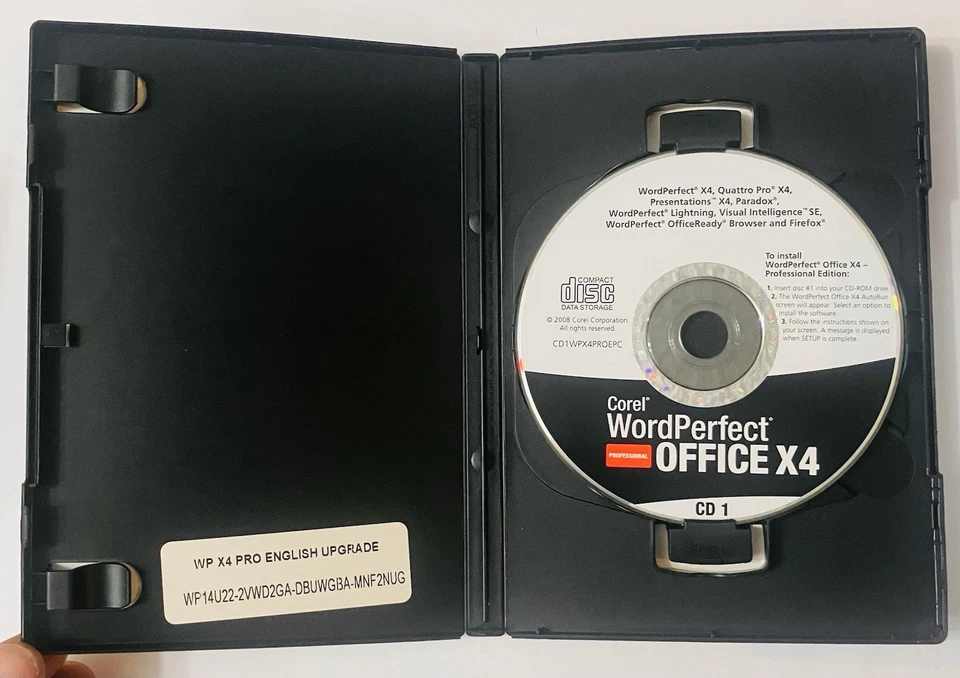 WP X4 PRO ENGLISH UPGRADE
WP14U22-2VWD2GA-DBUWGBA-MNF2NUG
WordPerfect® X4, Quattro Pro® X4,
Presentations™ X4, Paradox®,
WordPerfect® Lightning, Visual Intelligence™ SE,
WordPerfect® OfficeReady® Browser and Firefox®
To install
WordPerfect® Office X4 –
Professional Edition:
1. Insert disc #1 into your CD-ROM drive
2. The WordPerfect Office X4 AutoRun
screen will appear. Select an option to
install the software.
3. Follow the instructions shown on
your screen. A message is displayed
when SETUP is complete.
COMPACT
disc
DATA STORAGE
© 2008 Corel Corporation.
All rights reserved.
CD1WPX4PROEPC
Corel®
WordPerfect®
PROFESSIONAL
OFFICE X4
CD 1